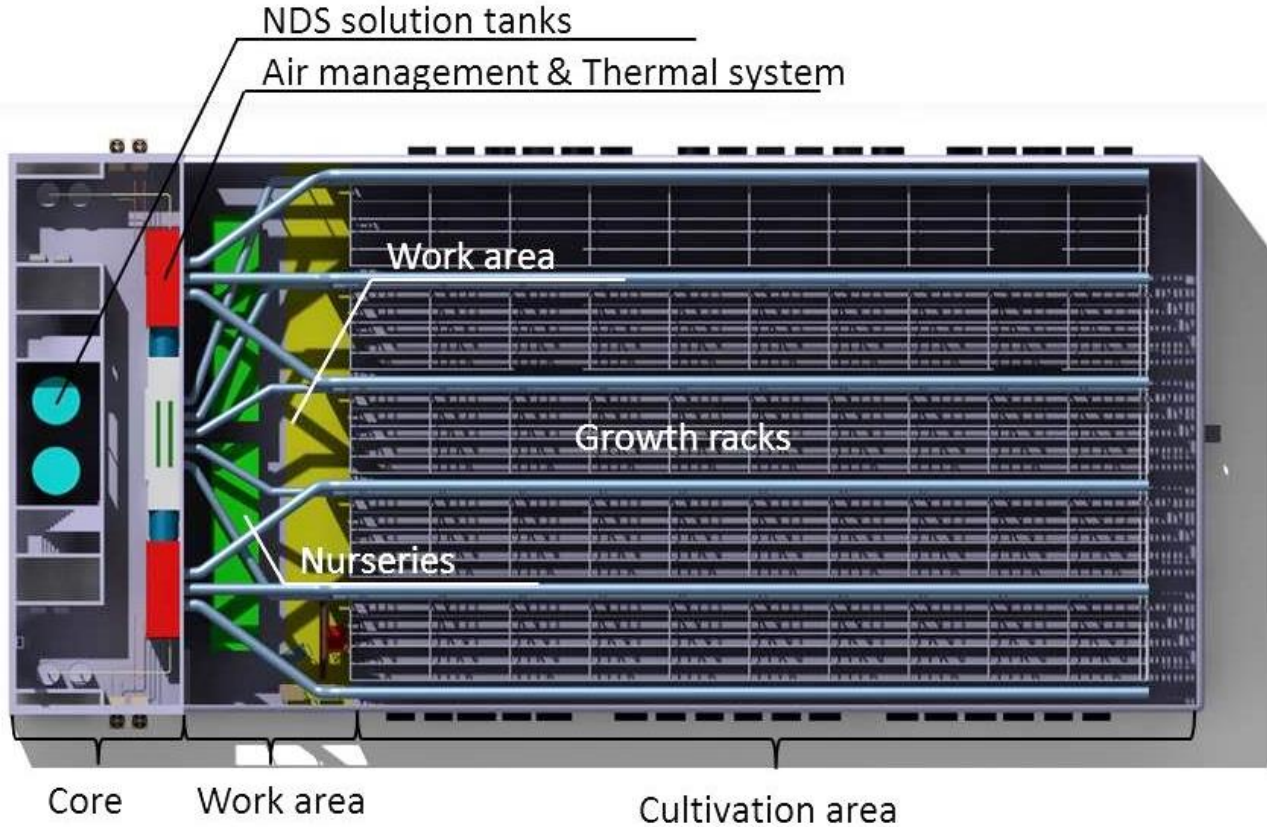 NDS solution tanks
Air management & Thermal system
Work area
Growth racks
Nurseries
Core
Work area
Cultivation area